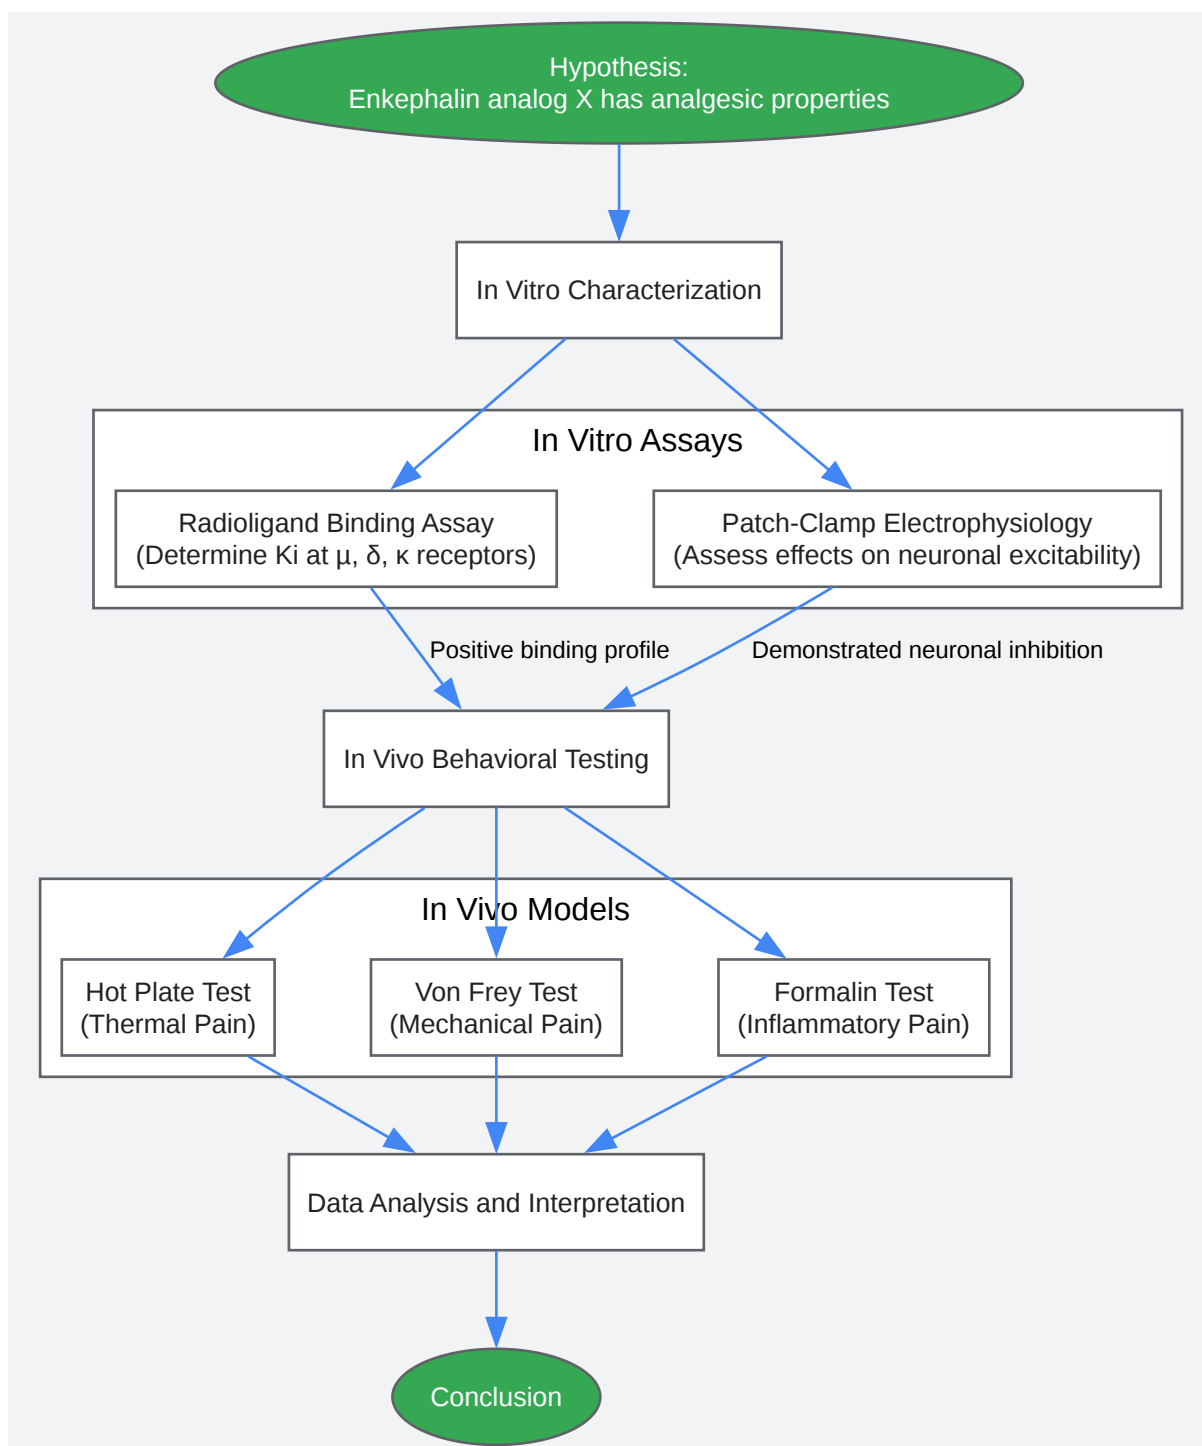 Hypothesis:
Enkephalin analog X has analgesic properties
In Vitro Characterization
In Vitro Assays
Radioligand Binding Assay
(Determine Ki at μ, δ, κ receptors)
Patch-Clamp Electrophysiology
(Assess effects on neuronal excitability)
Positive binding profile
Demonstrated neuronal inhibition
In Vivo Behavioral Testing
In Vivo Models
Hot Plate Test
(Thermal Pain)
Von Frey Test
(Mechanical Pain)
Formalin Test
(Inflammatory Pain)
Data Analysis and Interpretation
Conclusion